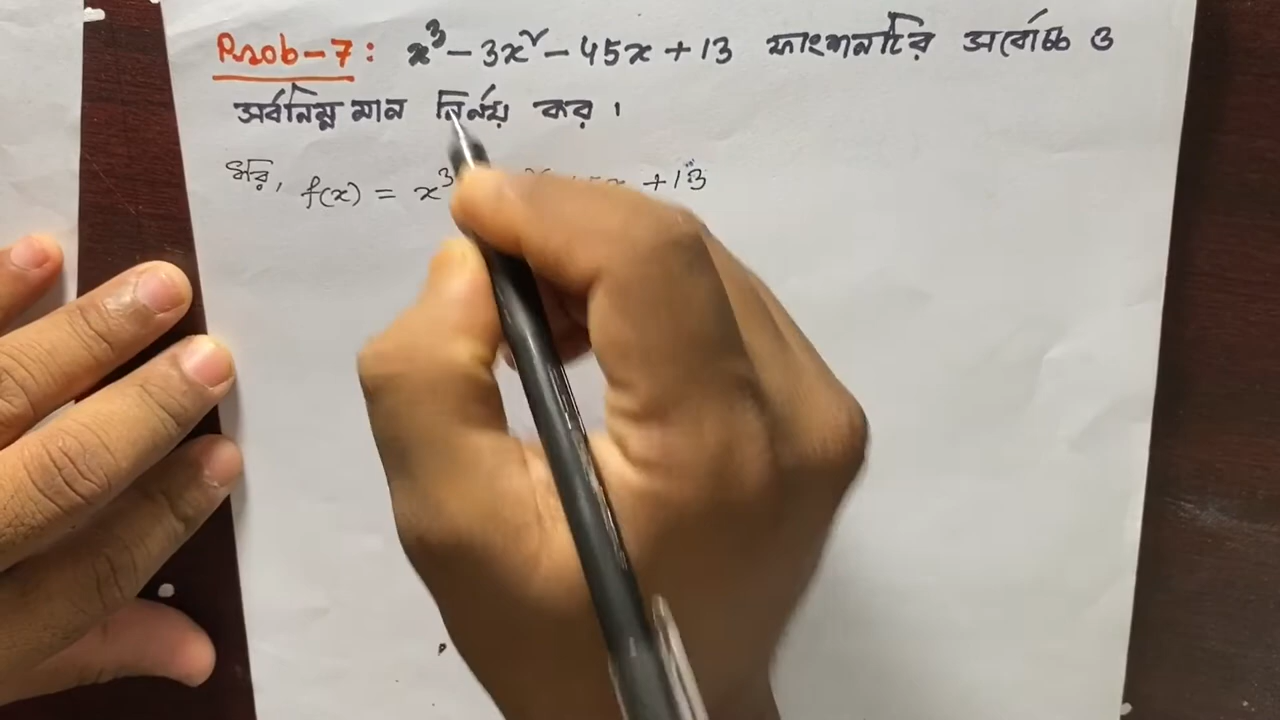 Prob-7: x³ - 3x² - 45x + 13 ফাংশনটির সর্বোচ্চ ও
সর্বনিম্ন মান নির্ণয় কর ।
ধরি, f(x) = x³ +13